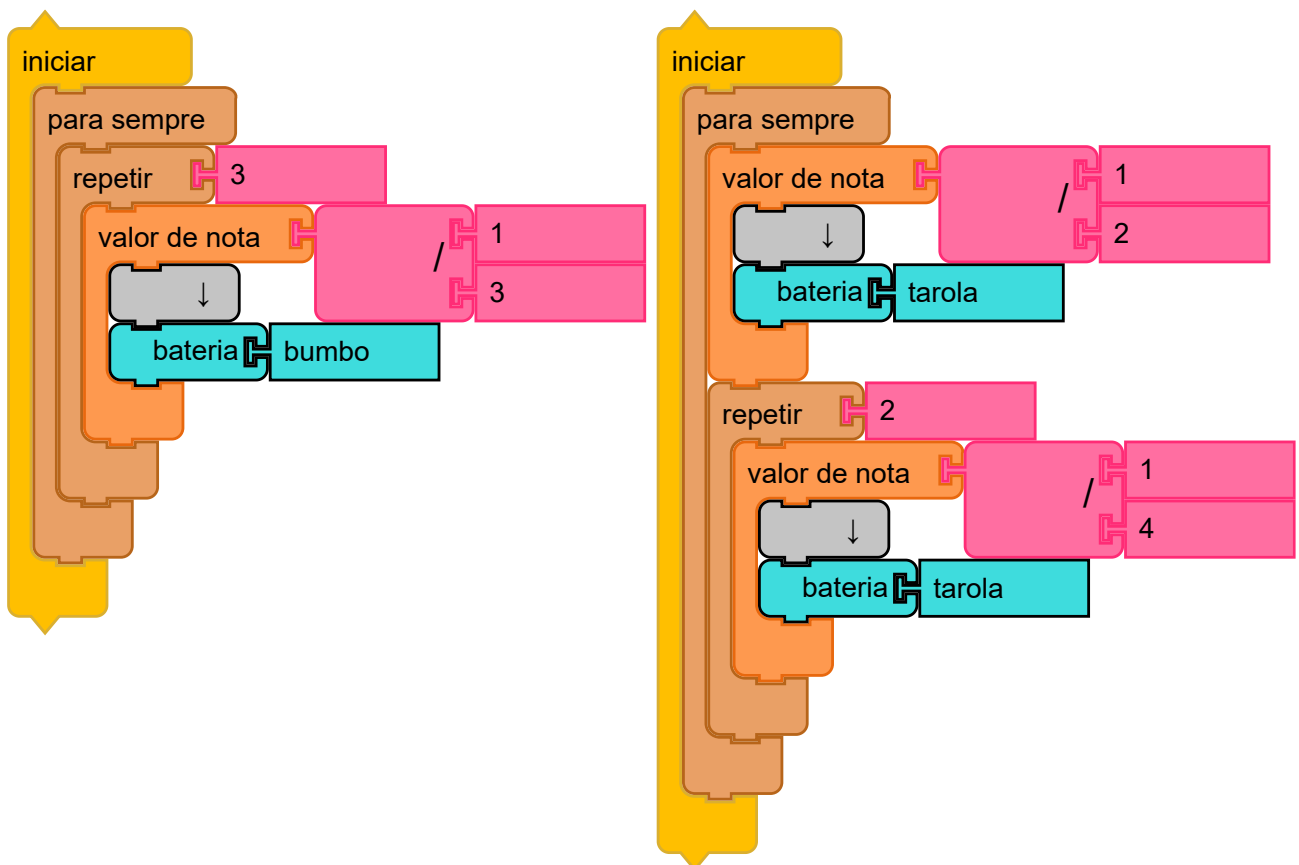 iniciar
para sempre
repetir 3
valor de nota / 1
3
↓
bateria bumbo
iniciar
para sempre
valor de nota / 1
2
↓
bateria tarola
repetir 2
valor de nota / 1
4
↓
bateria tarola